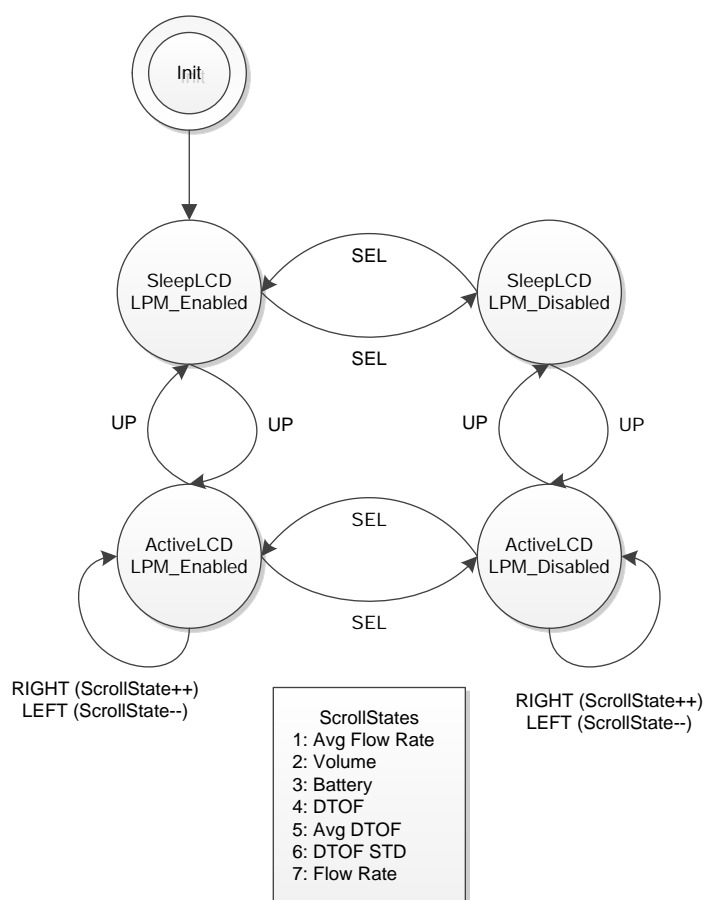 Init
SleepLCD
LPM_Enabled
SEL
SEL
SleepLCD
LPM_Disabled
UP
UP
UP
UP
ActiveLCD
LPM_Enabled
SEL
SEL
ActiveLCD
LPM_Disabled
RIGHT (ScrollState++)
LEFT (ScrollState--)
RIGHT (ScrollState++)
LEFT (ScrollState--)
ScrollStates
1: Avg Flow Rate
2: Volume
3: Battery
4: DTOF
5: Avg DTOF
6: DTOF STD
7: Flow Rate